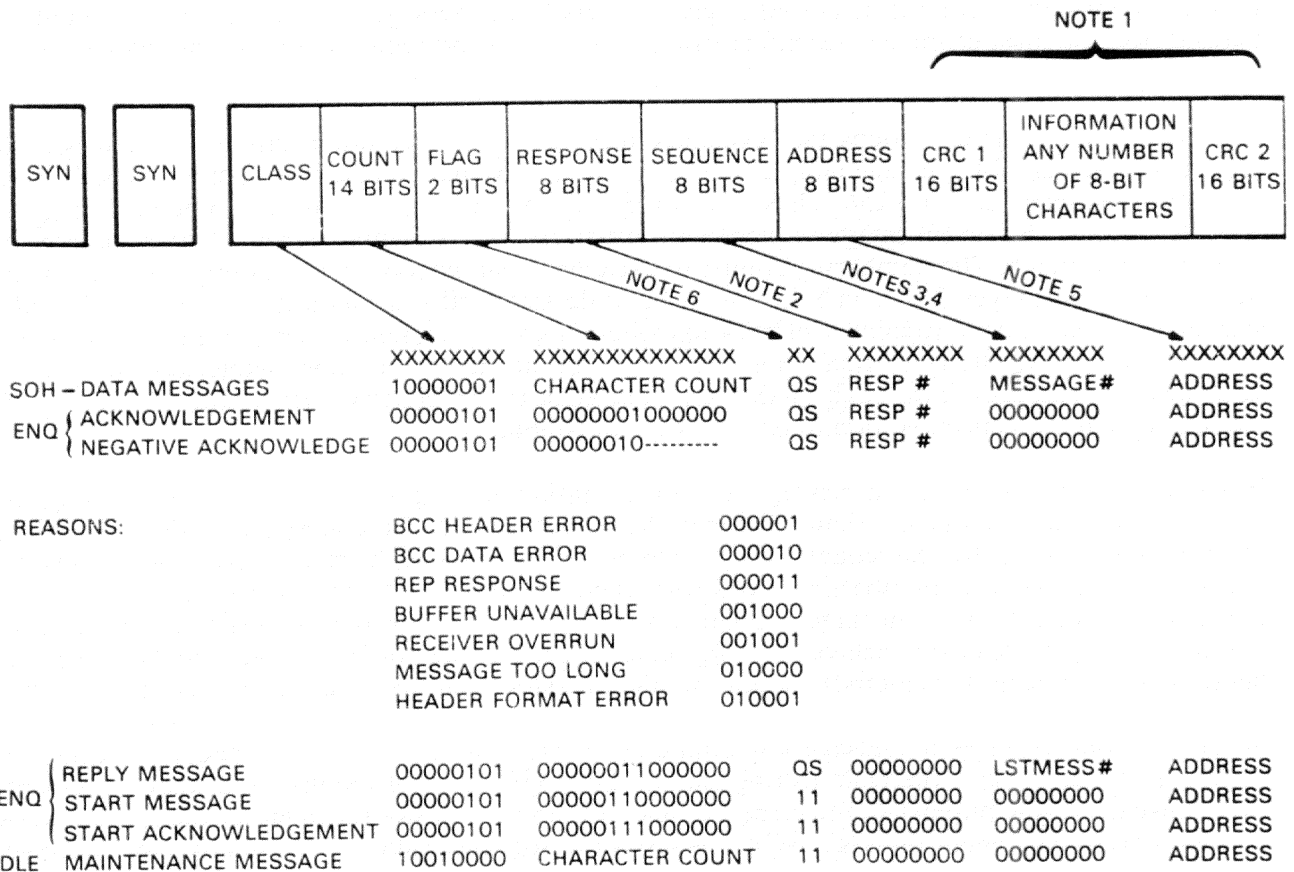 NOTE 1
SYN
SYN
CLASS
COUNT
14 BITS
FLAG
2 BITS
RESPONSE
8 BITS
SEQUENCE
8 BITS
ADDRESS
8 BITS
CRC 1
16 BITS
INFORMATION
ANY NUMBER
OF 8-BIT
CHARACTERS
CRC 2
16 BITS
NOTE 6
NOTE 2
NOTES 3,4
NOTE 5
XXXXXXXX XXXXXXXXXXXXXX XX XXXXXXXX XXXXXXXX XXXXXXXX
SOH – DATA MESSAGES 10000001 CHARACTER COUNT QS RESP # MESSAGE# ADDRESS
ENQ
ACKNOWLEDGEMENT 00000101 00000001000000 QS RESP # 00000000 ADDRESS
NEGATIVE ACKNOWLEDGE 00000101 00000010--------- QS RESP # 00000000 ADDRESS
REASONS:
BCC HEADER ERROR 000001
BCC DATA ERROR 000010
REP RESPONSE 000011
BUFFER UNAVAILABLE 001000
RECEIVER OVERRUN 001001
MESSAGE TOO LONG 010000
HEADER FORMAT ERROR 010001
ENQ
REPLY MESSAGE 00000101 00000011000000 QS 00000000 LSTMESS# ADDRESS
START MESSAGE 00000101 00000110000000 11 00000000 00000000 ADDRESS
START ACKNOWLEDGEMENT 00000101 00000111000000 11 00000000 00000000 ADDRESS
DLE MAINTENANCE MESSAGE 10010000 CHARACTER COUNT 11 00000000 00000000 ADDRESS